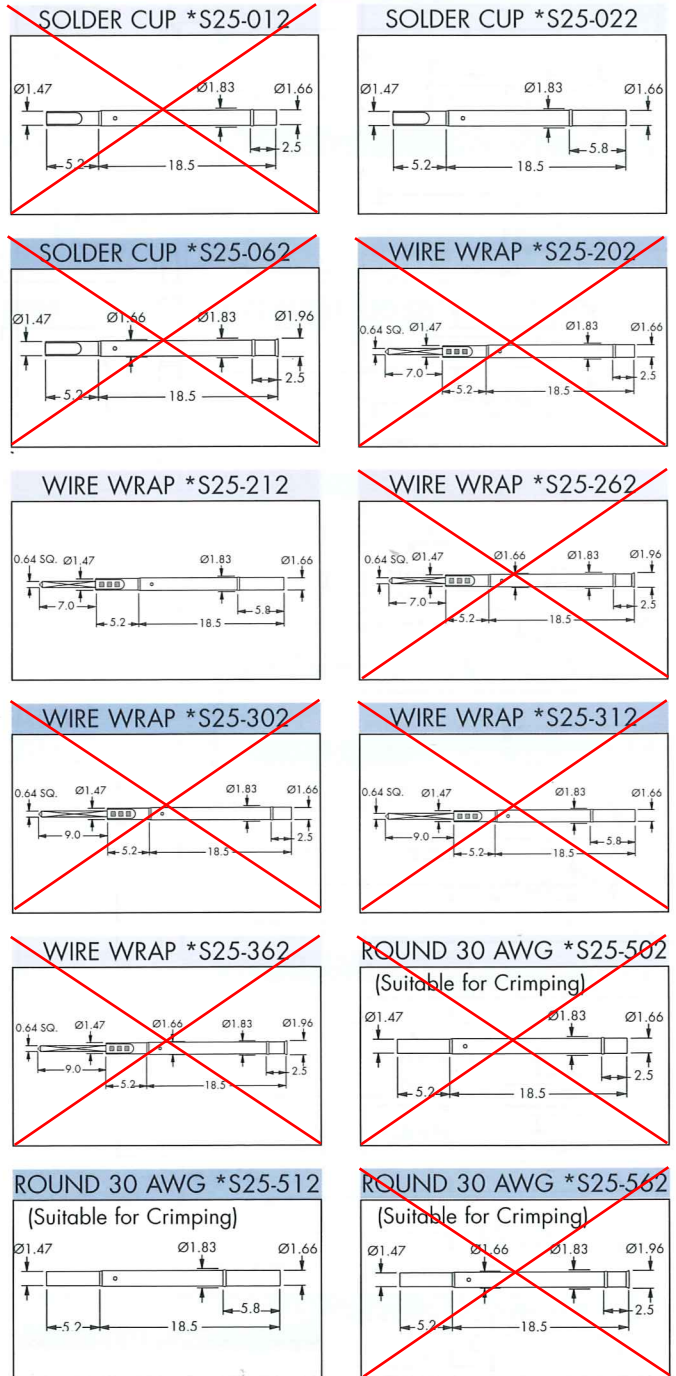 SOLDER CUP *S25-012
Ø1.47
Ø1.83
Ø1.66
2.5
5.2
18.5
SOLDER CUP *S25-022
Ø1.47
Ø1.83
Ø1.66
5.8
5.2
18.5
SOLDER CUP *S25-062
Ø1.47
Ø1.66
Ø1.83
Ø1.96
2.5
5.2
18.5
WIRE WRAP *S25-202
0.64 SQ.
Ø1.47
Ø1.83
Ø1.66
7.0
2.5
5.2
18.5
WIRE WRAP *S25-212
0.64 SQ.
Ø1.47
Ø1.83
Ø1.66
7.0
5.8
5.2
18.5
WIRE WRAP *S25-262
0.64 SQ.
Ø1.47
Ø1.66
Ø1.83
Ø1.96
7.0
2.5
5.2
18.5
WIRE WRAP *S25-302
0.64 SQ.
Ø1.47
Ø1.83
Ø1.66
9.0
2.5
5.2
18.5
WIRE WRAP *S25-312
0.64 SQ.
Ø1.47
Ø1.83
Ø1.66
9.0
5.8
5.2
18.5
WIRE WRAP *S25-362
0.64 SQ.
Ø1.47
Ø1.66
Ø1.83
Ø1.96
9.0
2.5
5.2
18.5
ROUND 30 AWG *S25-502
(Suitable for Crimping)
Ø1.47
Ø1.83
Ø1.66
2.5
5.2
18.5
ROUND 30 AWG *S25-512
(Suitable for Crimping)
Ø1.47
Ø1.83
Ø1.66
5.8
5.2
18.5
ROUND 30 AWG *S25-562
(Suitable for Crimping)
Ø1.47
Ø1.66
Ø1.83
Ø1.96
2.5
5.2
18.5